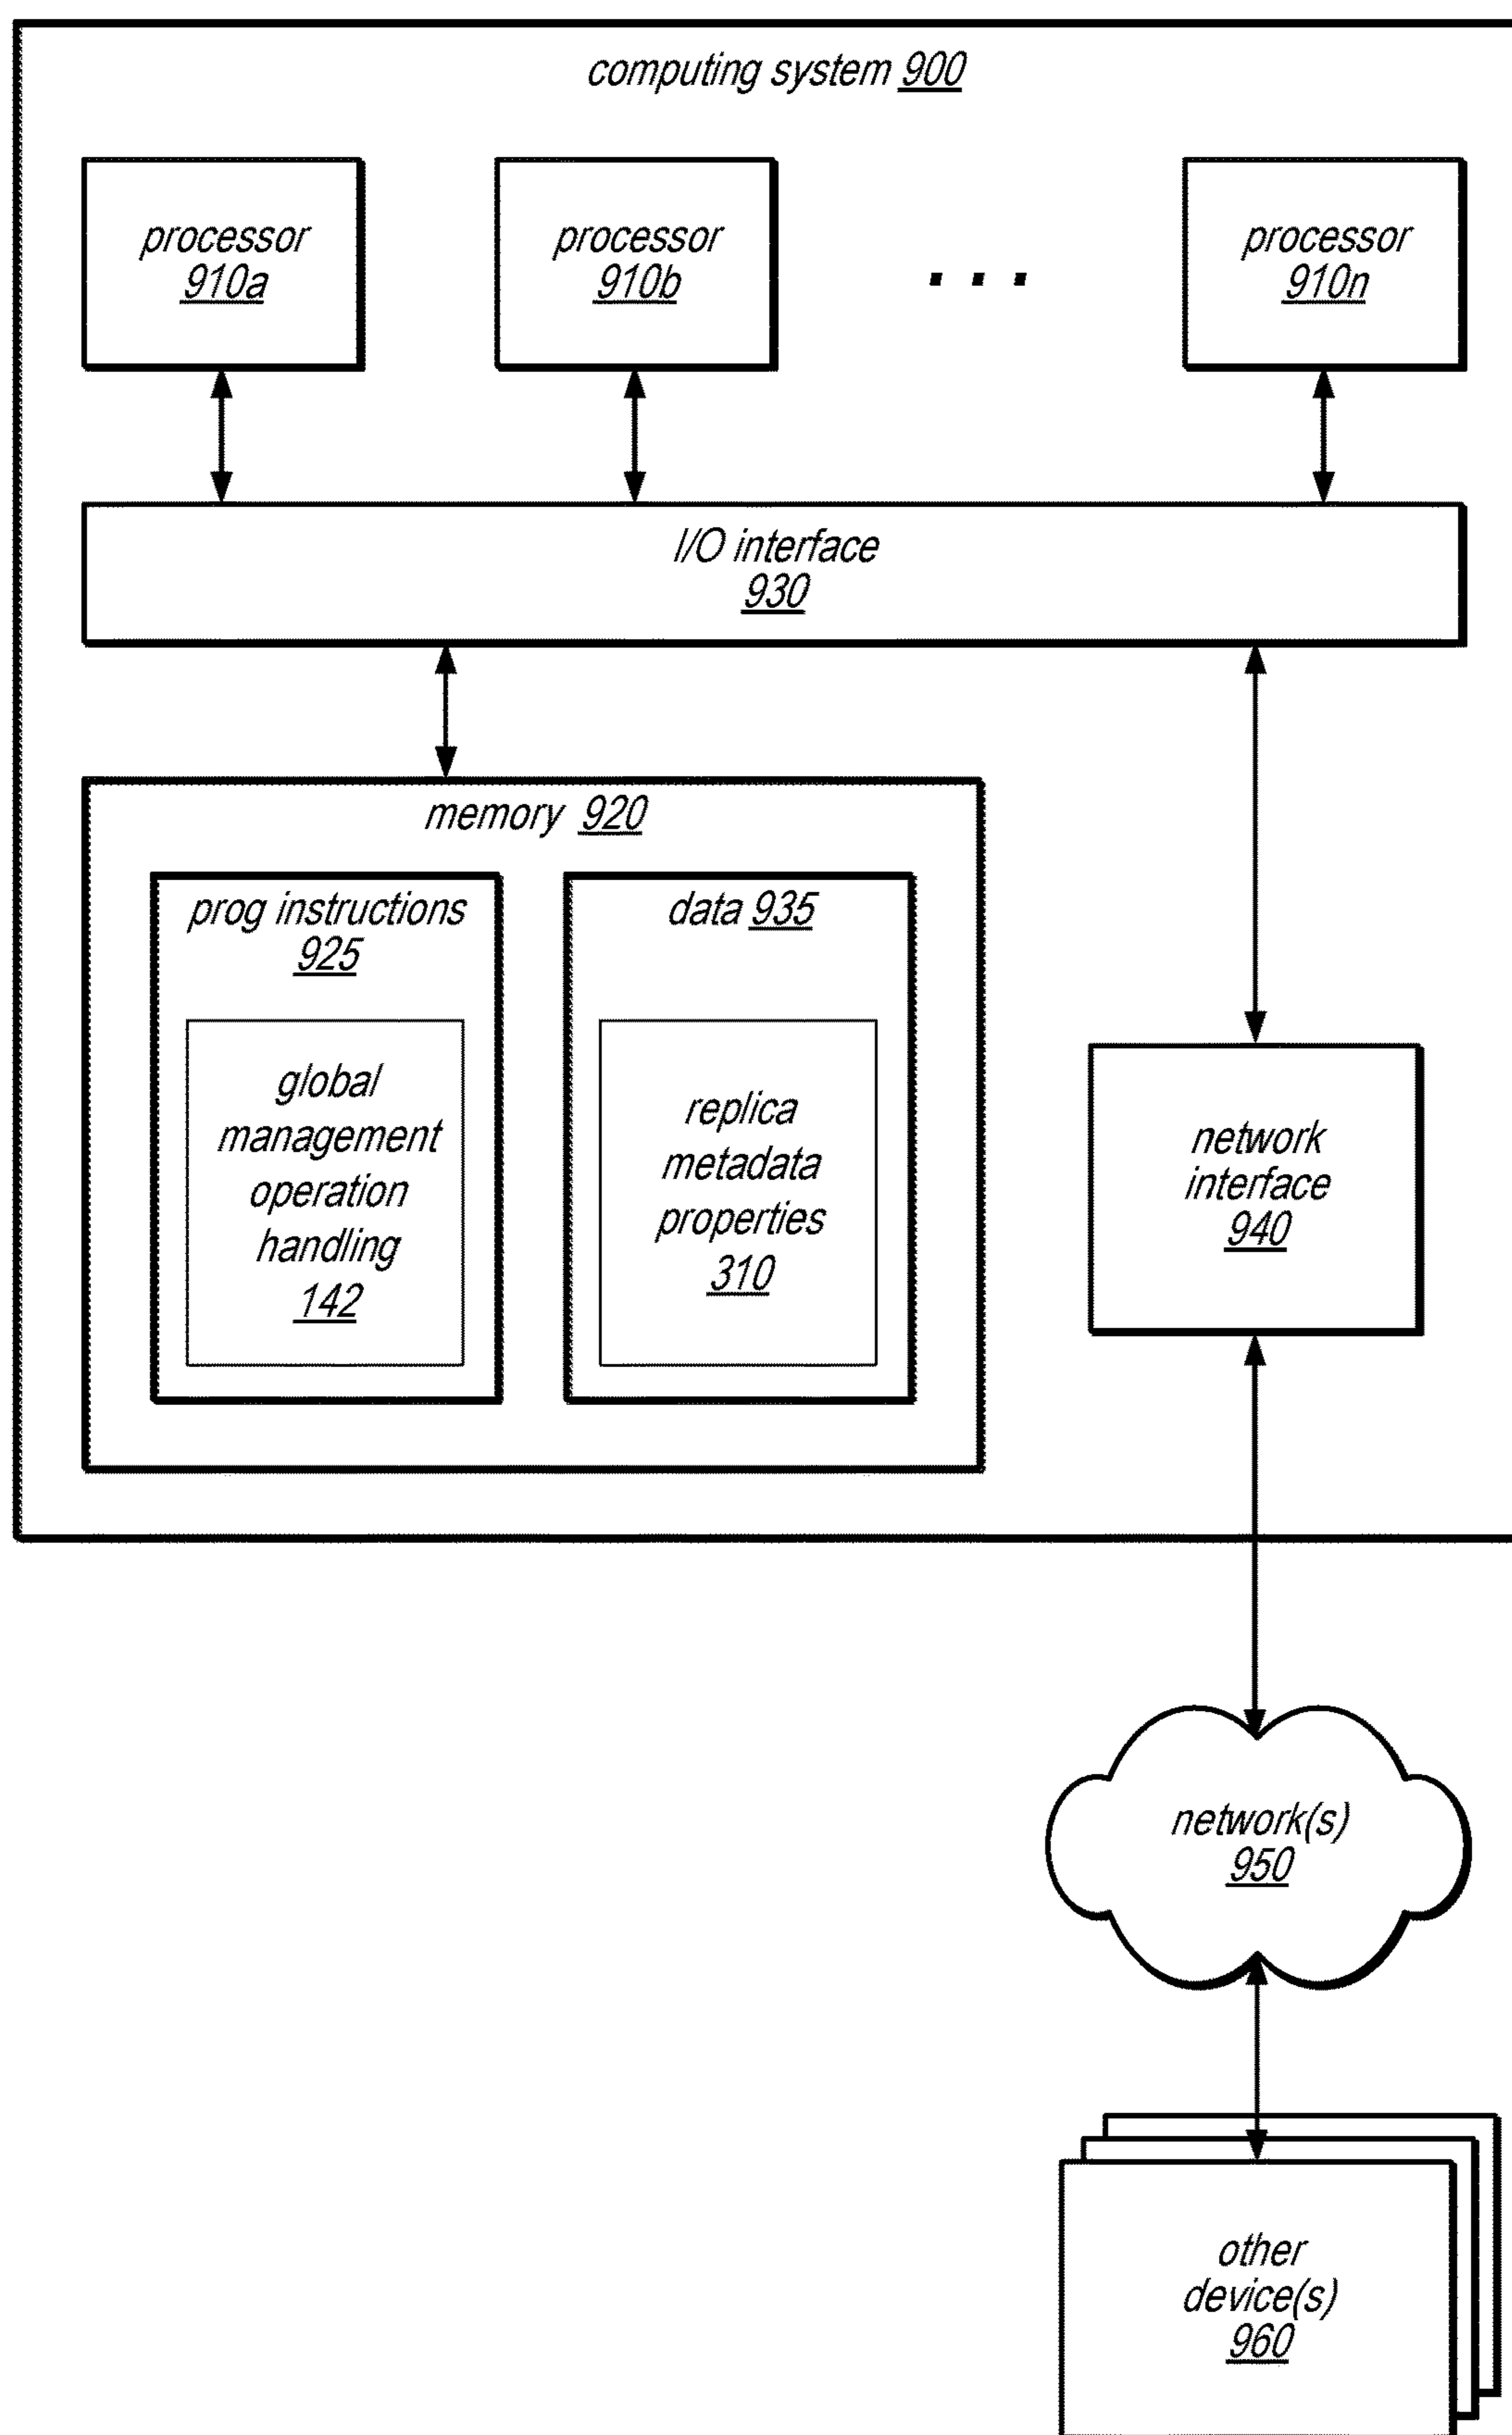 computing system 900
processor
910a
processor
910b
. . .
processor
910n
I/O interface
930
memory 920
prog instructions
925
global
management
operation
handling
142
data 935
replica
metadata
properties
310
network
interface
940
network(s)
950
other
device(s)
960